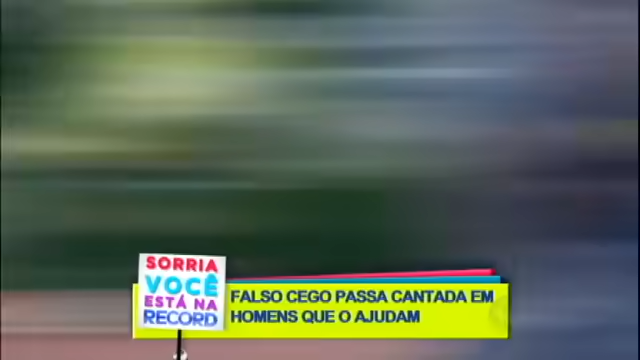 SORRIA
VOCÊ
ESTÁ NA
RECORD
FALSO CEGO PASSA CANTADA EM
HOMENS QUE O AJUDAM